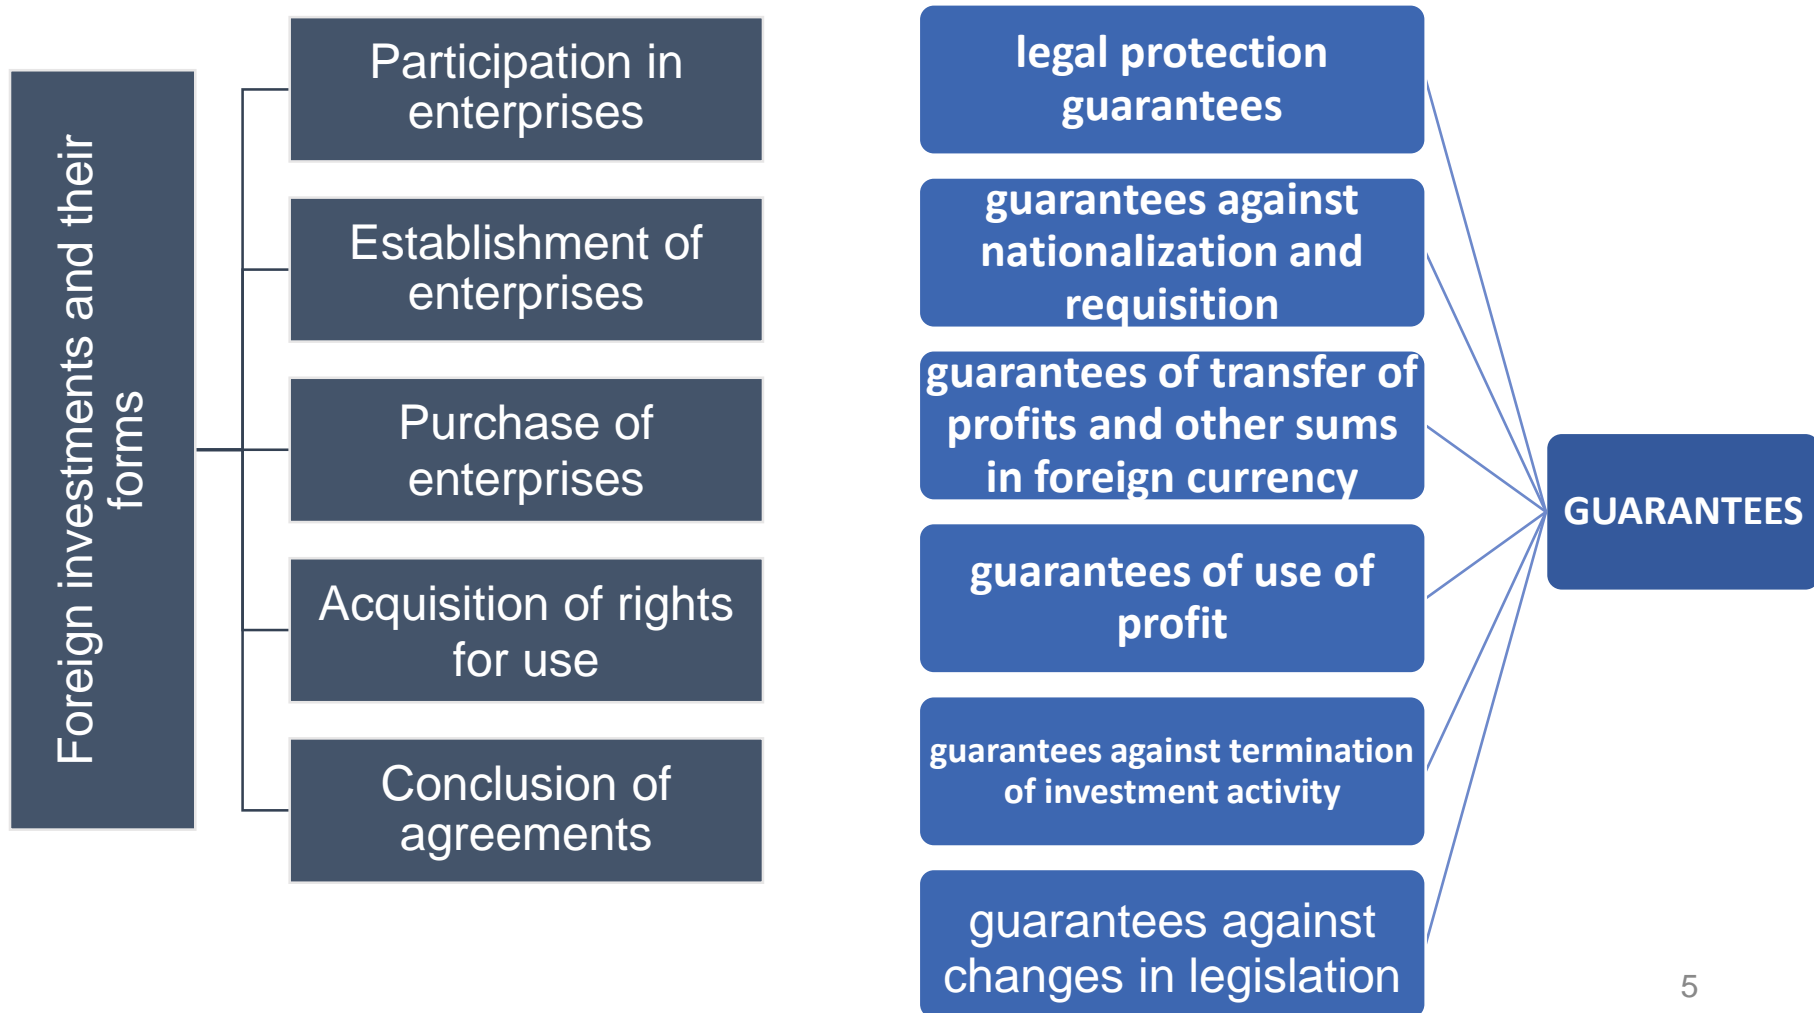 Foreign investments and their
forms
Participation in
enterprises
Establishment of
enterprises
Purchase of
enterprises
Acquisition of rights
for use
Conclusion of
agreements
legal protection
guarantees
guarantees against
nationalization and
requisition
guarantees of transfer of
profits and other sums
in foreign currency
guarantees of use of
profit
guarantees against termination
of investment activity
guarantees against
changes in legislation
GUARANTEES
5